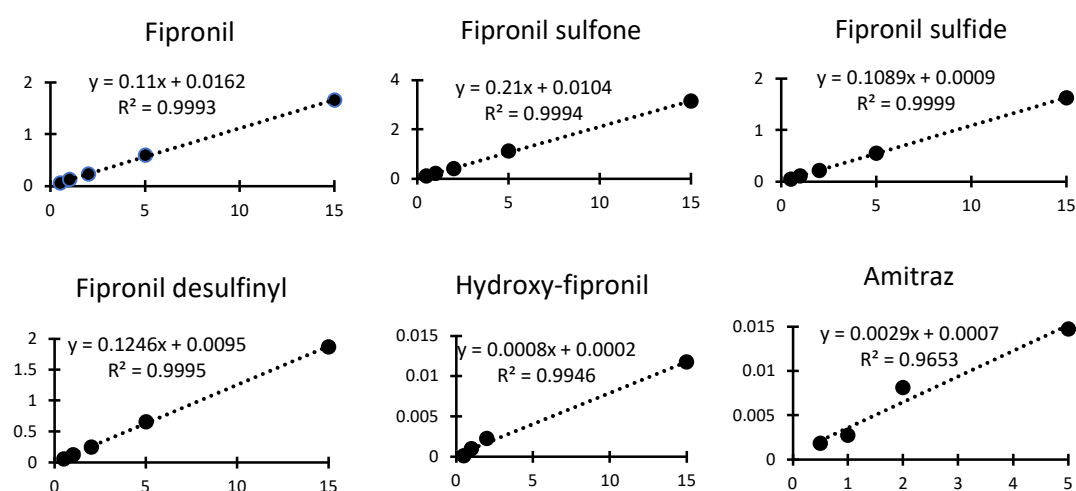 Fipronil
y = 0.11x + 0.0162
R² = 0.9993
2
1
0
0 5 10 15
Fipronil sulfone
y = 0.21x + 0.0104
R² = 0.9994
4
2
0
0 5 10 15
Fipronil sulfide
y = 0.1089x + 0.0009
R² = 0.9999
2
1
0
0 5 10 15
Fipronil desulfinyl
y = 0.1246x + 0.0095
R² = 0.9995
2
1.5
1
0.5
0
0 5 10 15
Hydroxy-fipronil
y = 0.0008x + 0.0002
R² = 0.9946
0.015
0.01
0.005
0
0 5 10 15
Amitraz
y = 0.0029x + 0.0007
R² = 0.9653
0.015
0.01
0.005
0
0 1 2 3 4 5